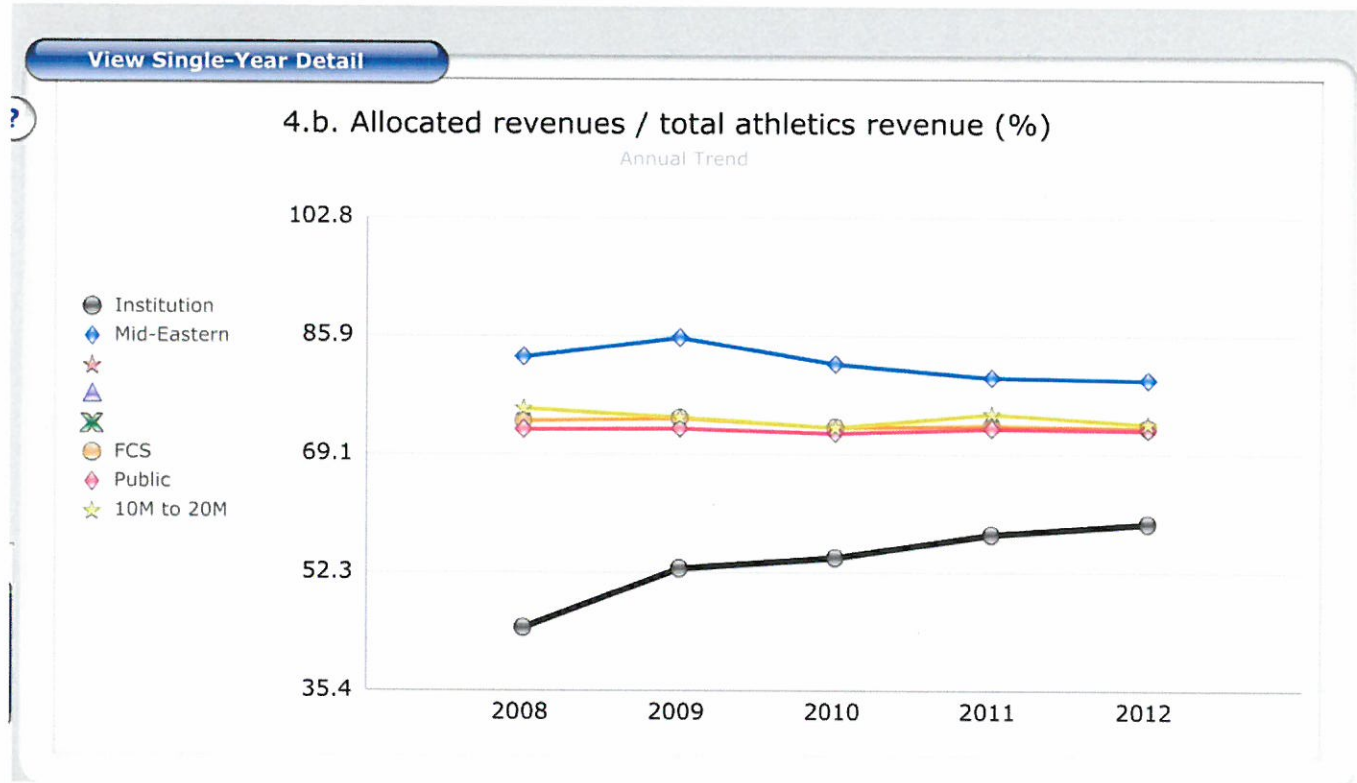 View Single-Year Detail
?
4.b. Allocated revenues / total athletics revenue (%)
Annual Trend
102.8
85.9
69.1
52.3
35.4
Institution
Mid-Eastern
FCS
Public
10M to 20M
2008 2009 2010 2011 2012